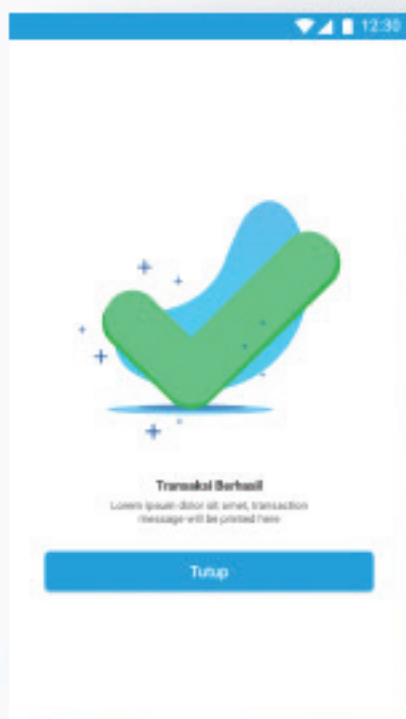 12:30
Transaksi Berhasil
Lorem ipsum dolor sit amet, transaction
message will be printed here
Tutup